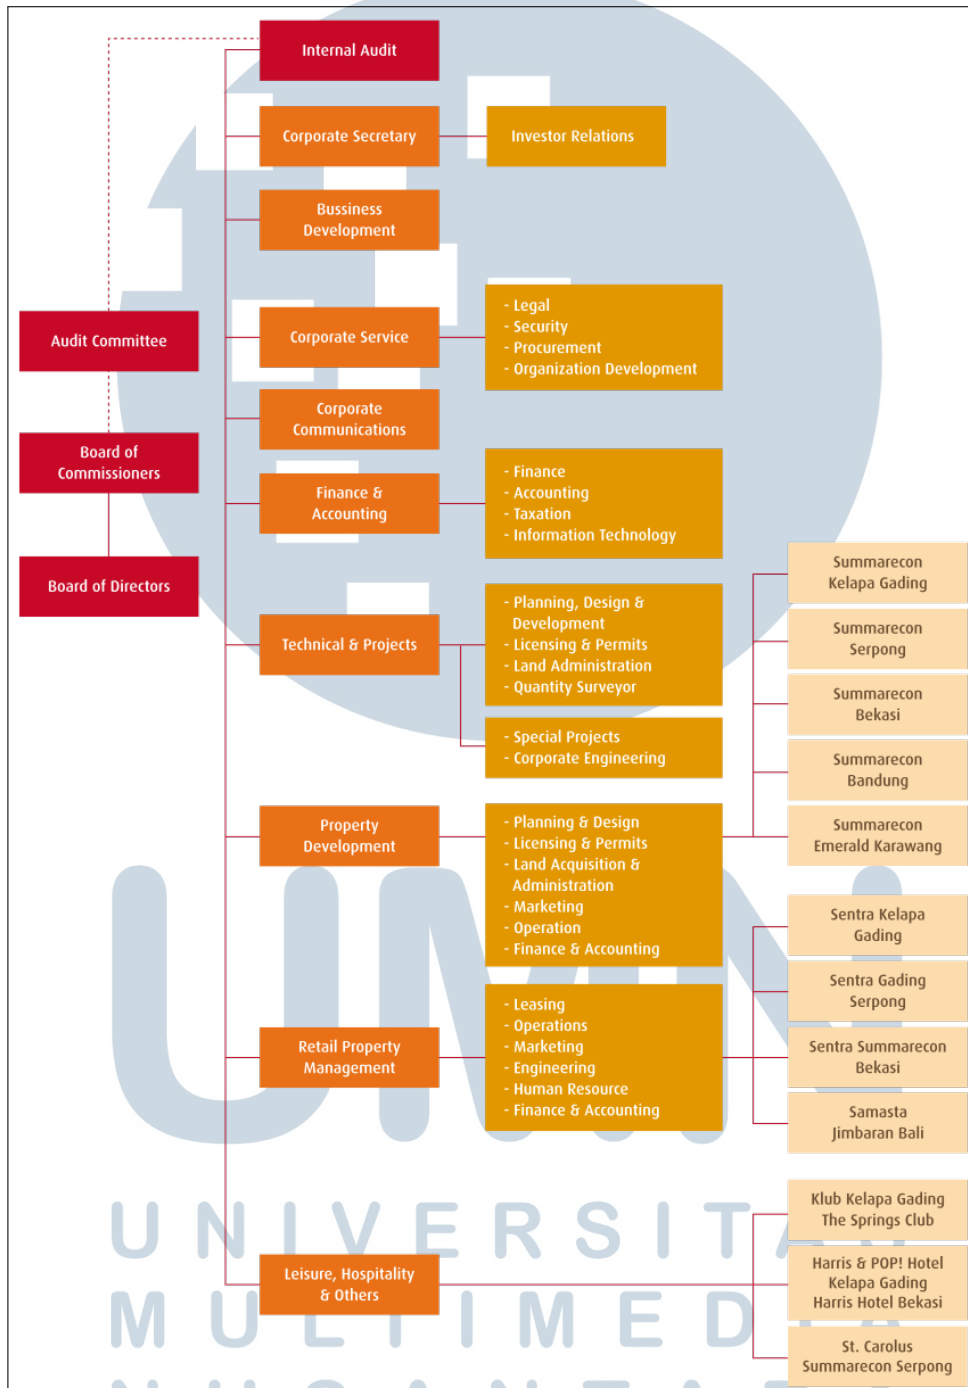 Internal Audit
Corporate Secretary
Investor Relations
Bussiness
Development
Audit Committee
Corporate Service
- Legal
- Security
- Procurement
- Organization Development
Corporate
Communications
Board of
Commissioners
Finance &
Accounting
- Finance
- Accounting
- Taxation
- Information Technology
Board of Directors
Technical & Projects
- Planning, Design &
Development
- Licensing & Permits
- Land Administration
- Quantity Surveyor
- Special Projects
- Corporate Engineering
Summarecon
Kelapa Gading
Summarecon
Serpong
Summarecon
Bekasi
Summarecon
Bandung
Summarecon
Emerald Karawang
Property
Development
- Planning & Design
- Licensing & Permits
- Land Acquisition &
Administration
- Marketing
- Operation
- Finance & Accounting
Sentra Kelapa
Gading
Sentra Gading
Serpong
Sentra Summarecon
Bekasi
Samasta
Jimbaran Bali
Retail Property
Management
- Leasing
- Operations
- Marketing
- Engineering
- Human Resource
- Finance & Accounting
Leisure, Hospitality
& Others
Klub Kelapa Gading
The Springs Club
Harris & POP! Hotel
Kelapa Gading
Harris Hotel Bekasi
St. Carolus
Summarecon Serpong
UMN
UNIVERSITAS
MULTIMEDIA